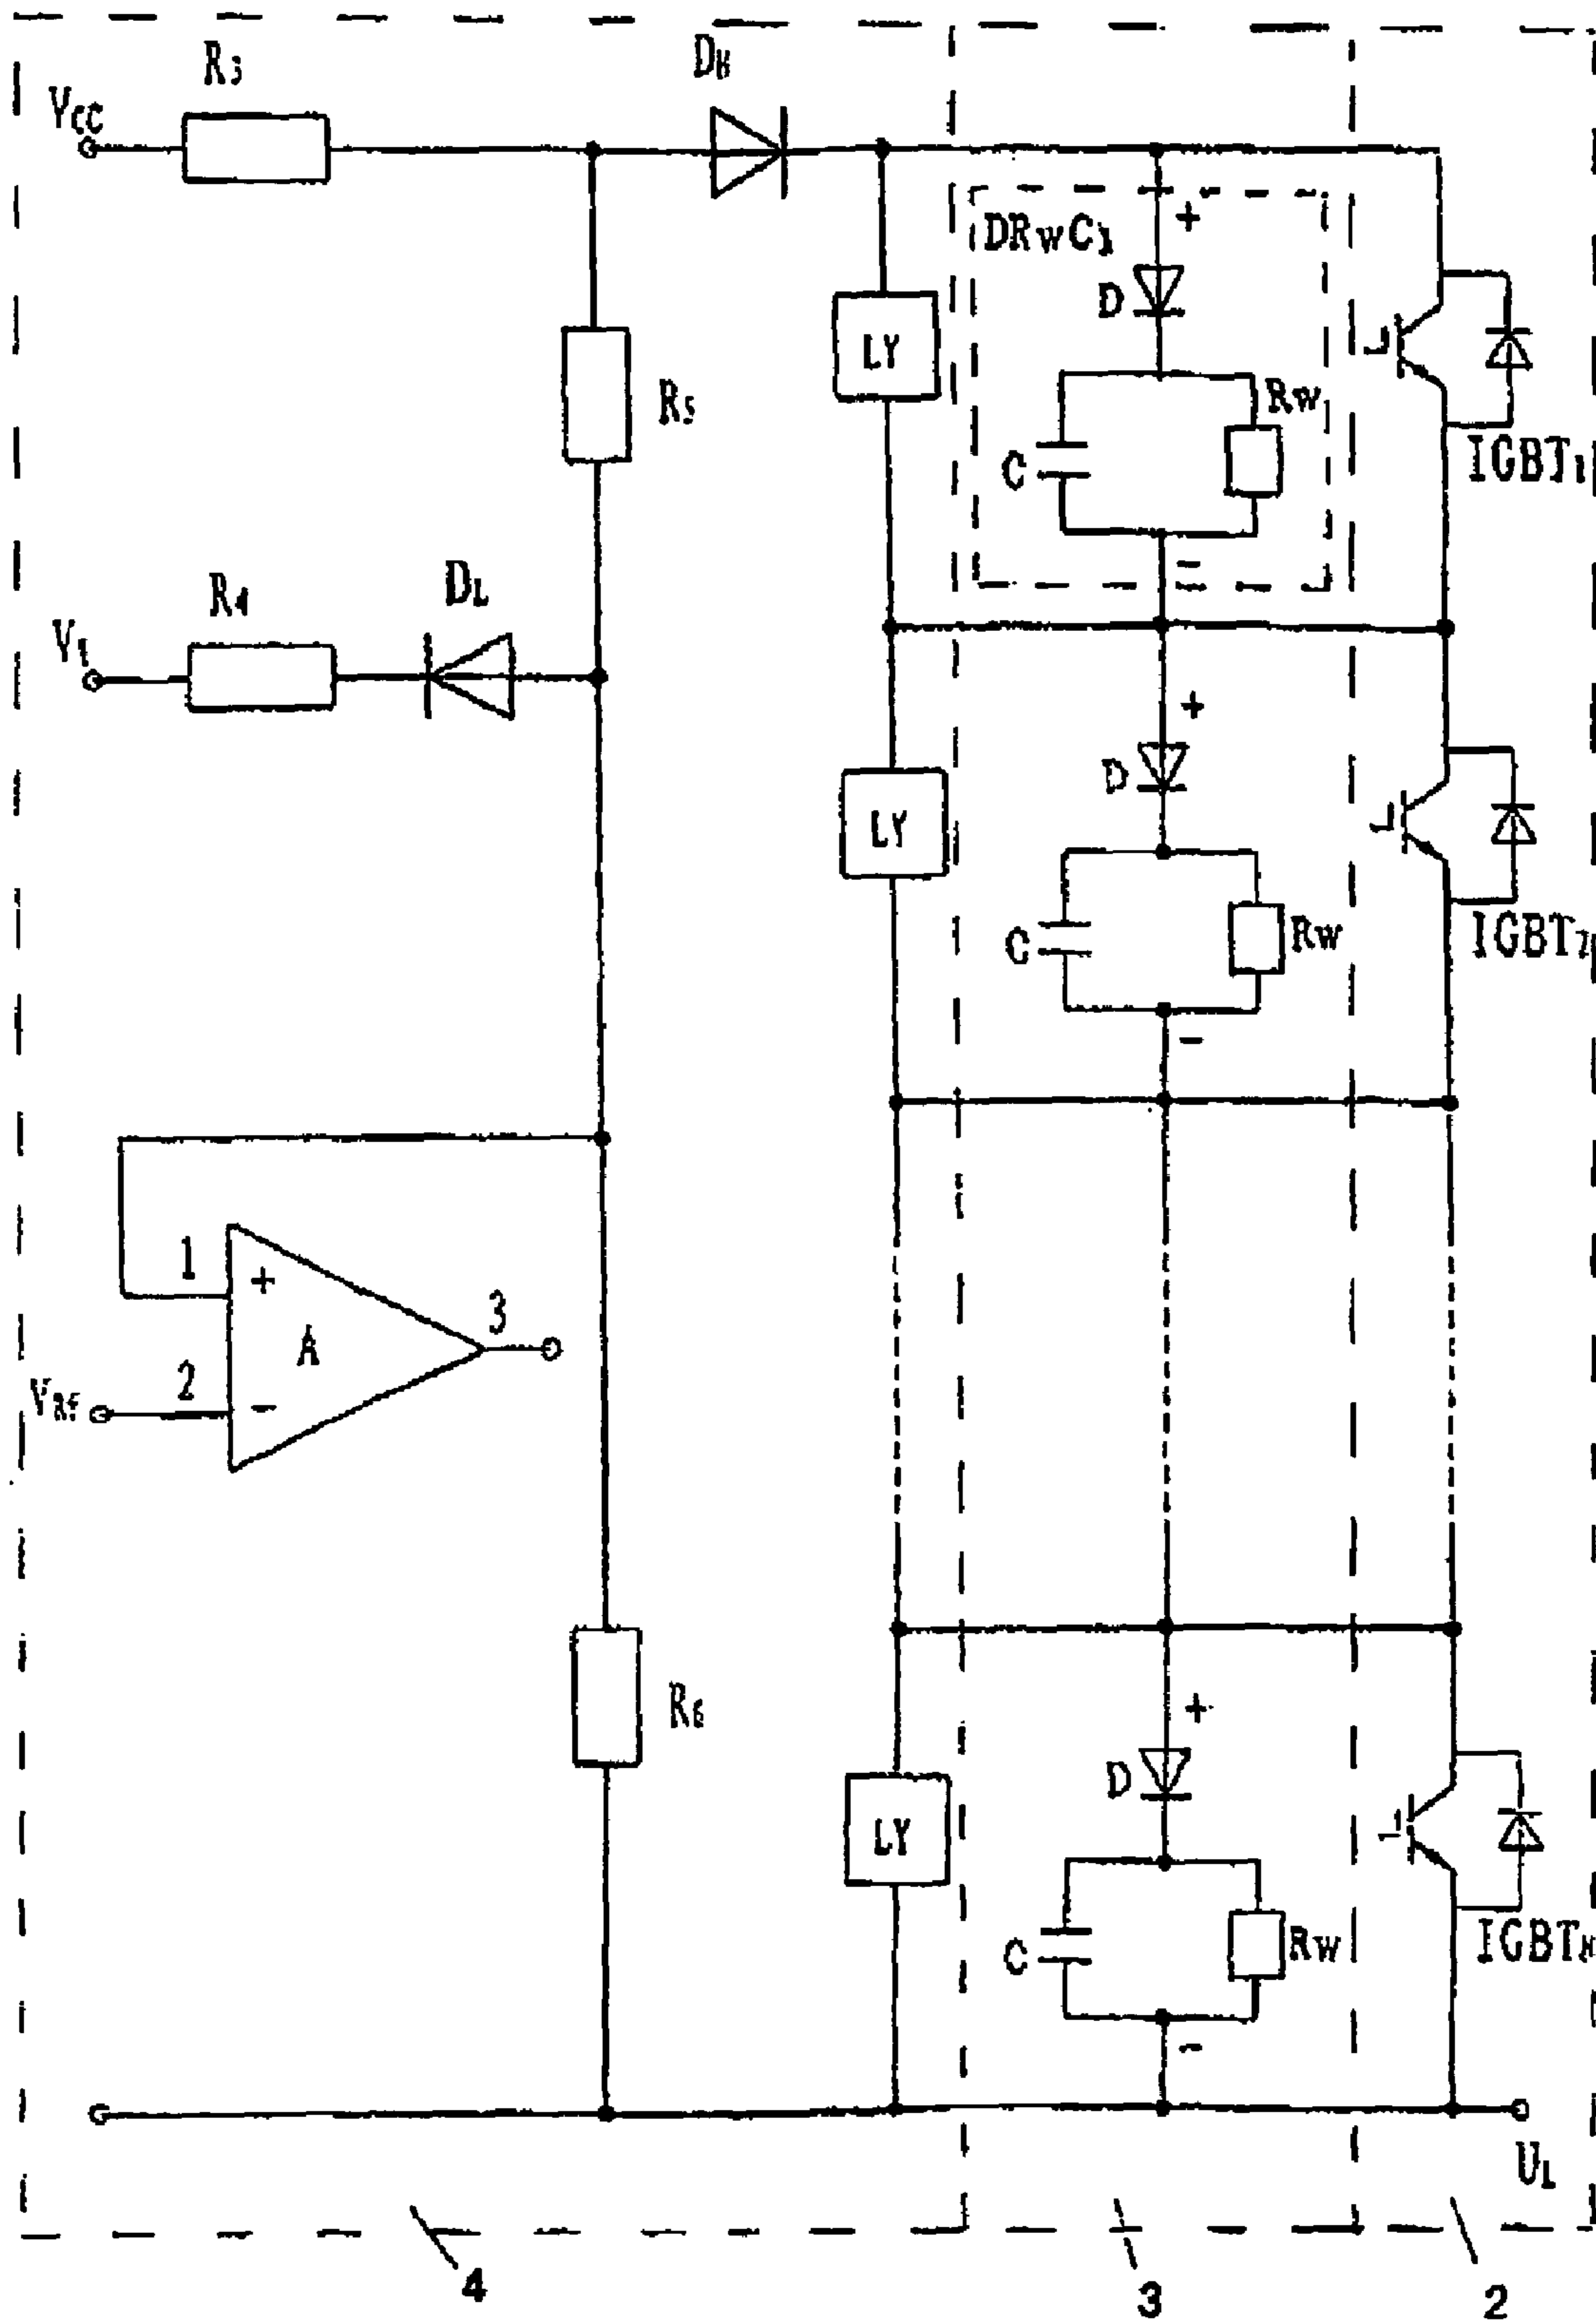 R3
DH
VCC
DRwC1
+
D
LY
Rw
R5
C
IGBT1
-
R4
DL
+
D
LY
C
Rw
IGBT2
-
1
+
A
3
2
VRf
-
+
R6
D
LY
C
Rw
IGBTN
-
UL
4
3
2